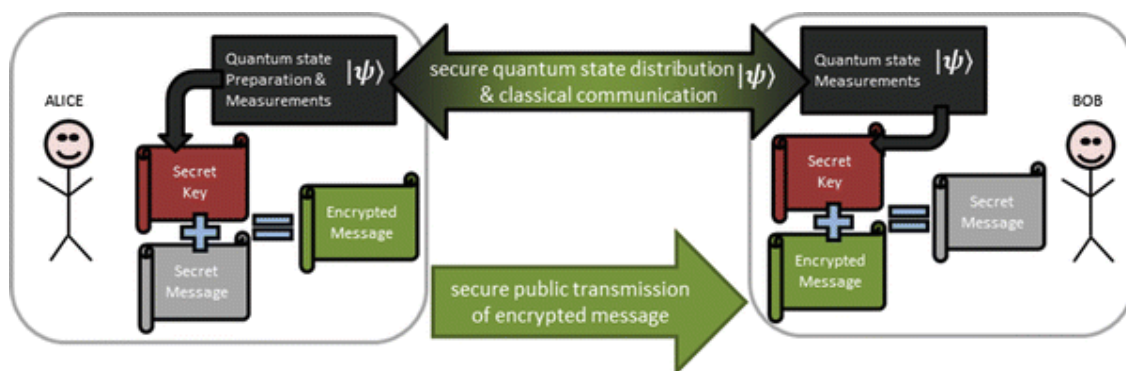 ALICE
Quantum state
Preparation &
Measurements
|ψ⟩
Secret
Key
Secret
Message
Encrypted
Message
secure quantum state distribution |ψ⟩
& classical communication
secure public transmission
of encrypted message
Quantum state
Measurements
|ψ⟩
BOB
Secret
Key
Encrypted
Message
Secret
Message